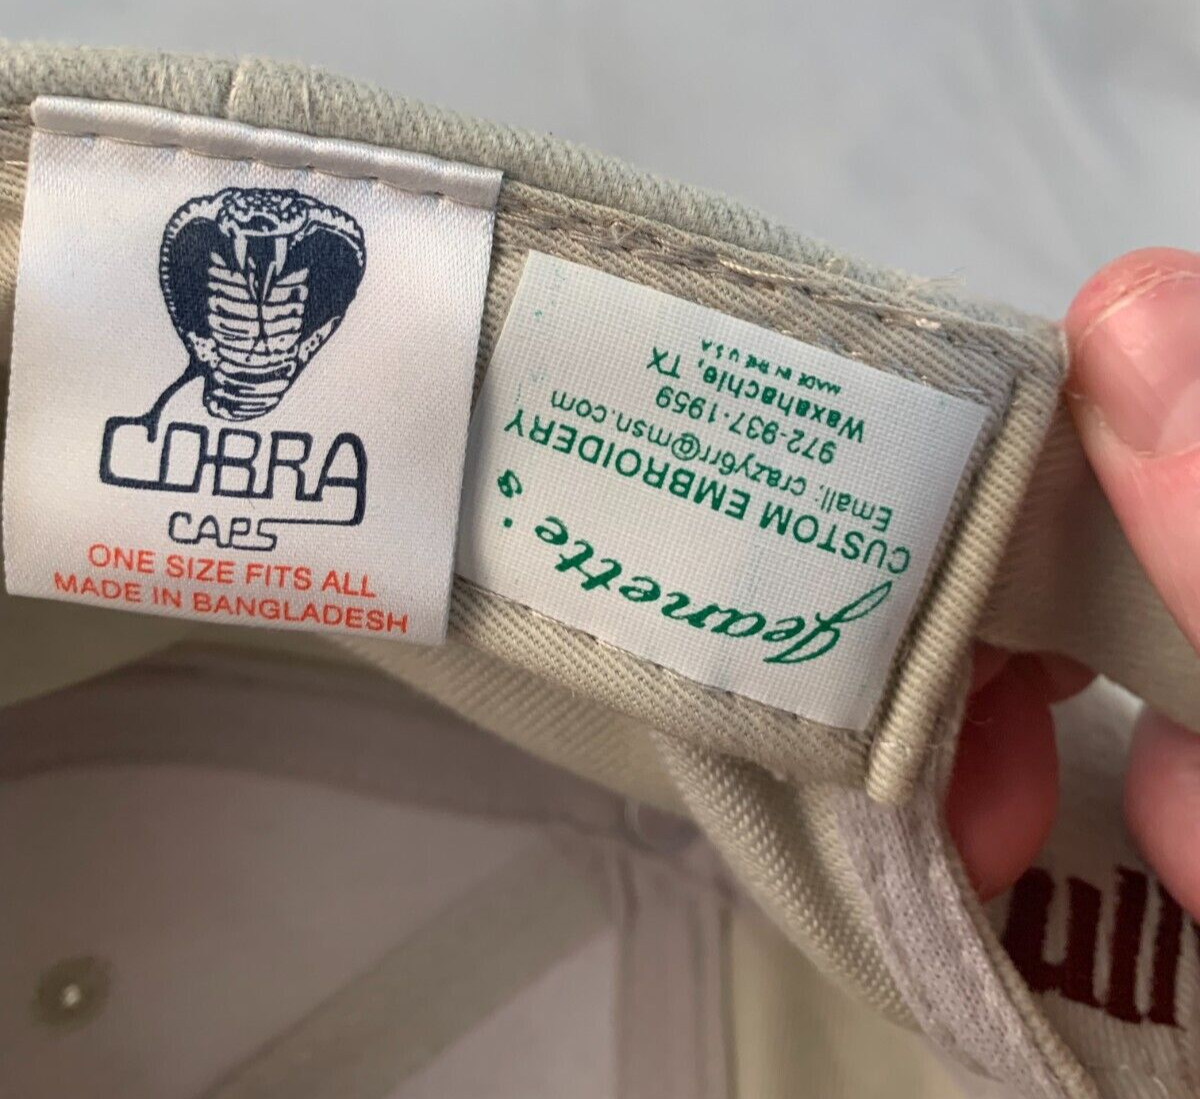 COBRA
CAPS
ONE SIZE FITS ALL
MADE IN BANGLADESH
Jeanette's
CUSTOM EMBROIDERY
Email: crazy6rr@msn.com
972-937-1959
Waxahachie, TX
MADE IN THE U S A